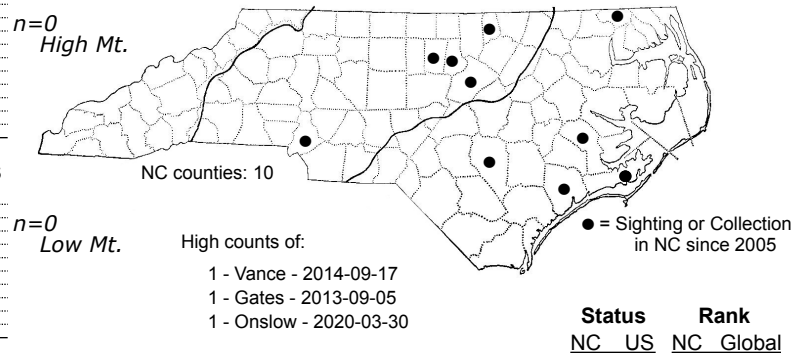 n=0
High Mt.
NC counties: 10
n=0
Low Mt.
High counts of:
1 - Vance - 2014-09-17
1 - Gates - 2013-09-05
1 - Onslow - 2020-03-30
● = Sighting or Collection
in NC since 2005
Status Rank
NC US NC Global